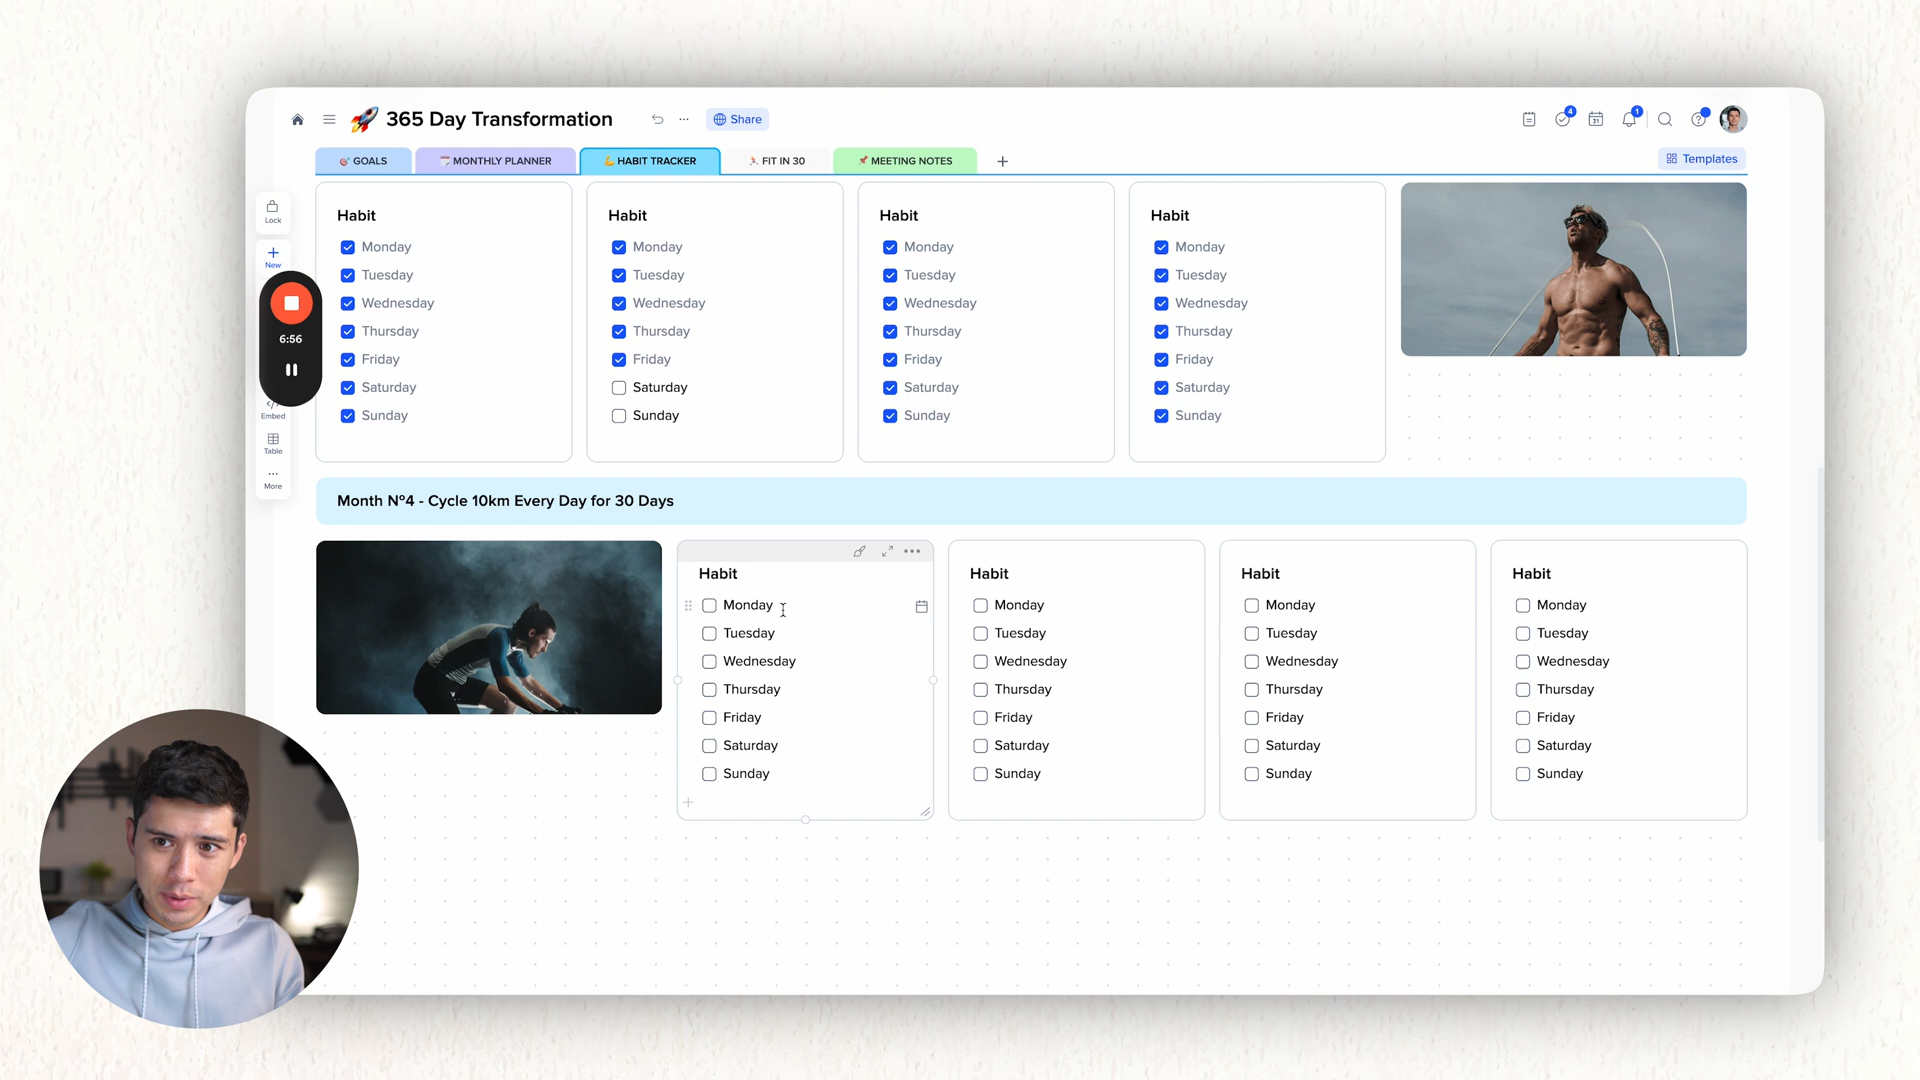 365 Day Transformation
Share
4
31
1
GOALS
MONTHLY PLANNER
HABIT TRACKER
FIT IN 30
MEETING NOTES
Templates
Lock
New
6:56
Embed
Table
More
Habit
Monday
Tuesday
Wednesday
Thursday
Friday
Saturday
Sunday
Habit
Monday
Tuesday
Wednesday
Thursday
Friday
Saturday
Sunday
Habit
Monday
Tuesday
Wednesday
Thursday
Friday
Saturday
Sunday
Habit
Monday
Tuesday
Wednesday
Thursday
Friday
Saturday
Sunday
Month Nº4 - Cycle 10km Every Day for 30 Days
Habit
Monday
Tuesday
Wednesday
Thursday
Friday
Saturday
Sunday
Habit
Monday
Tuesday
Wednesday
Thursday
Friday
Saturday
Sunday
Habit
Monday
Tuesday
Wednesday
Thursday
Friday
Saturday
Sunday
Habit
Monday
Tuesday
Wednesday
Thursday
Friday
Saturday
Sunday